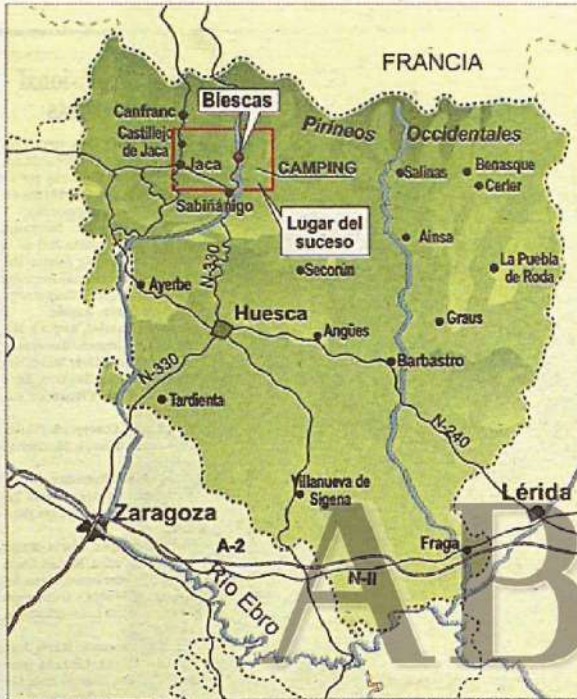 FRANCIA
Biescas
Canfranc
Pirineos Occidentales
Castillejo
de Jaca
Jaca
CAMPING
Salinas
Benasque
Cerler
Sabiñánigo
Lugar del
suceso
Ainsa
N-330
Secorún
La Puebla
de Roda
Ayerbe
Huesca
Graus
Angües
Barbastro
N-330
Tardienta
N-240
Villanueva de
Sigena
Lérida
Zaragoza
Fraga
A-2
N-II
Río Ebro
AB